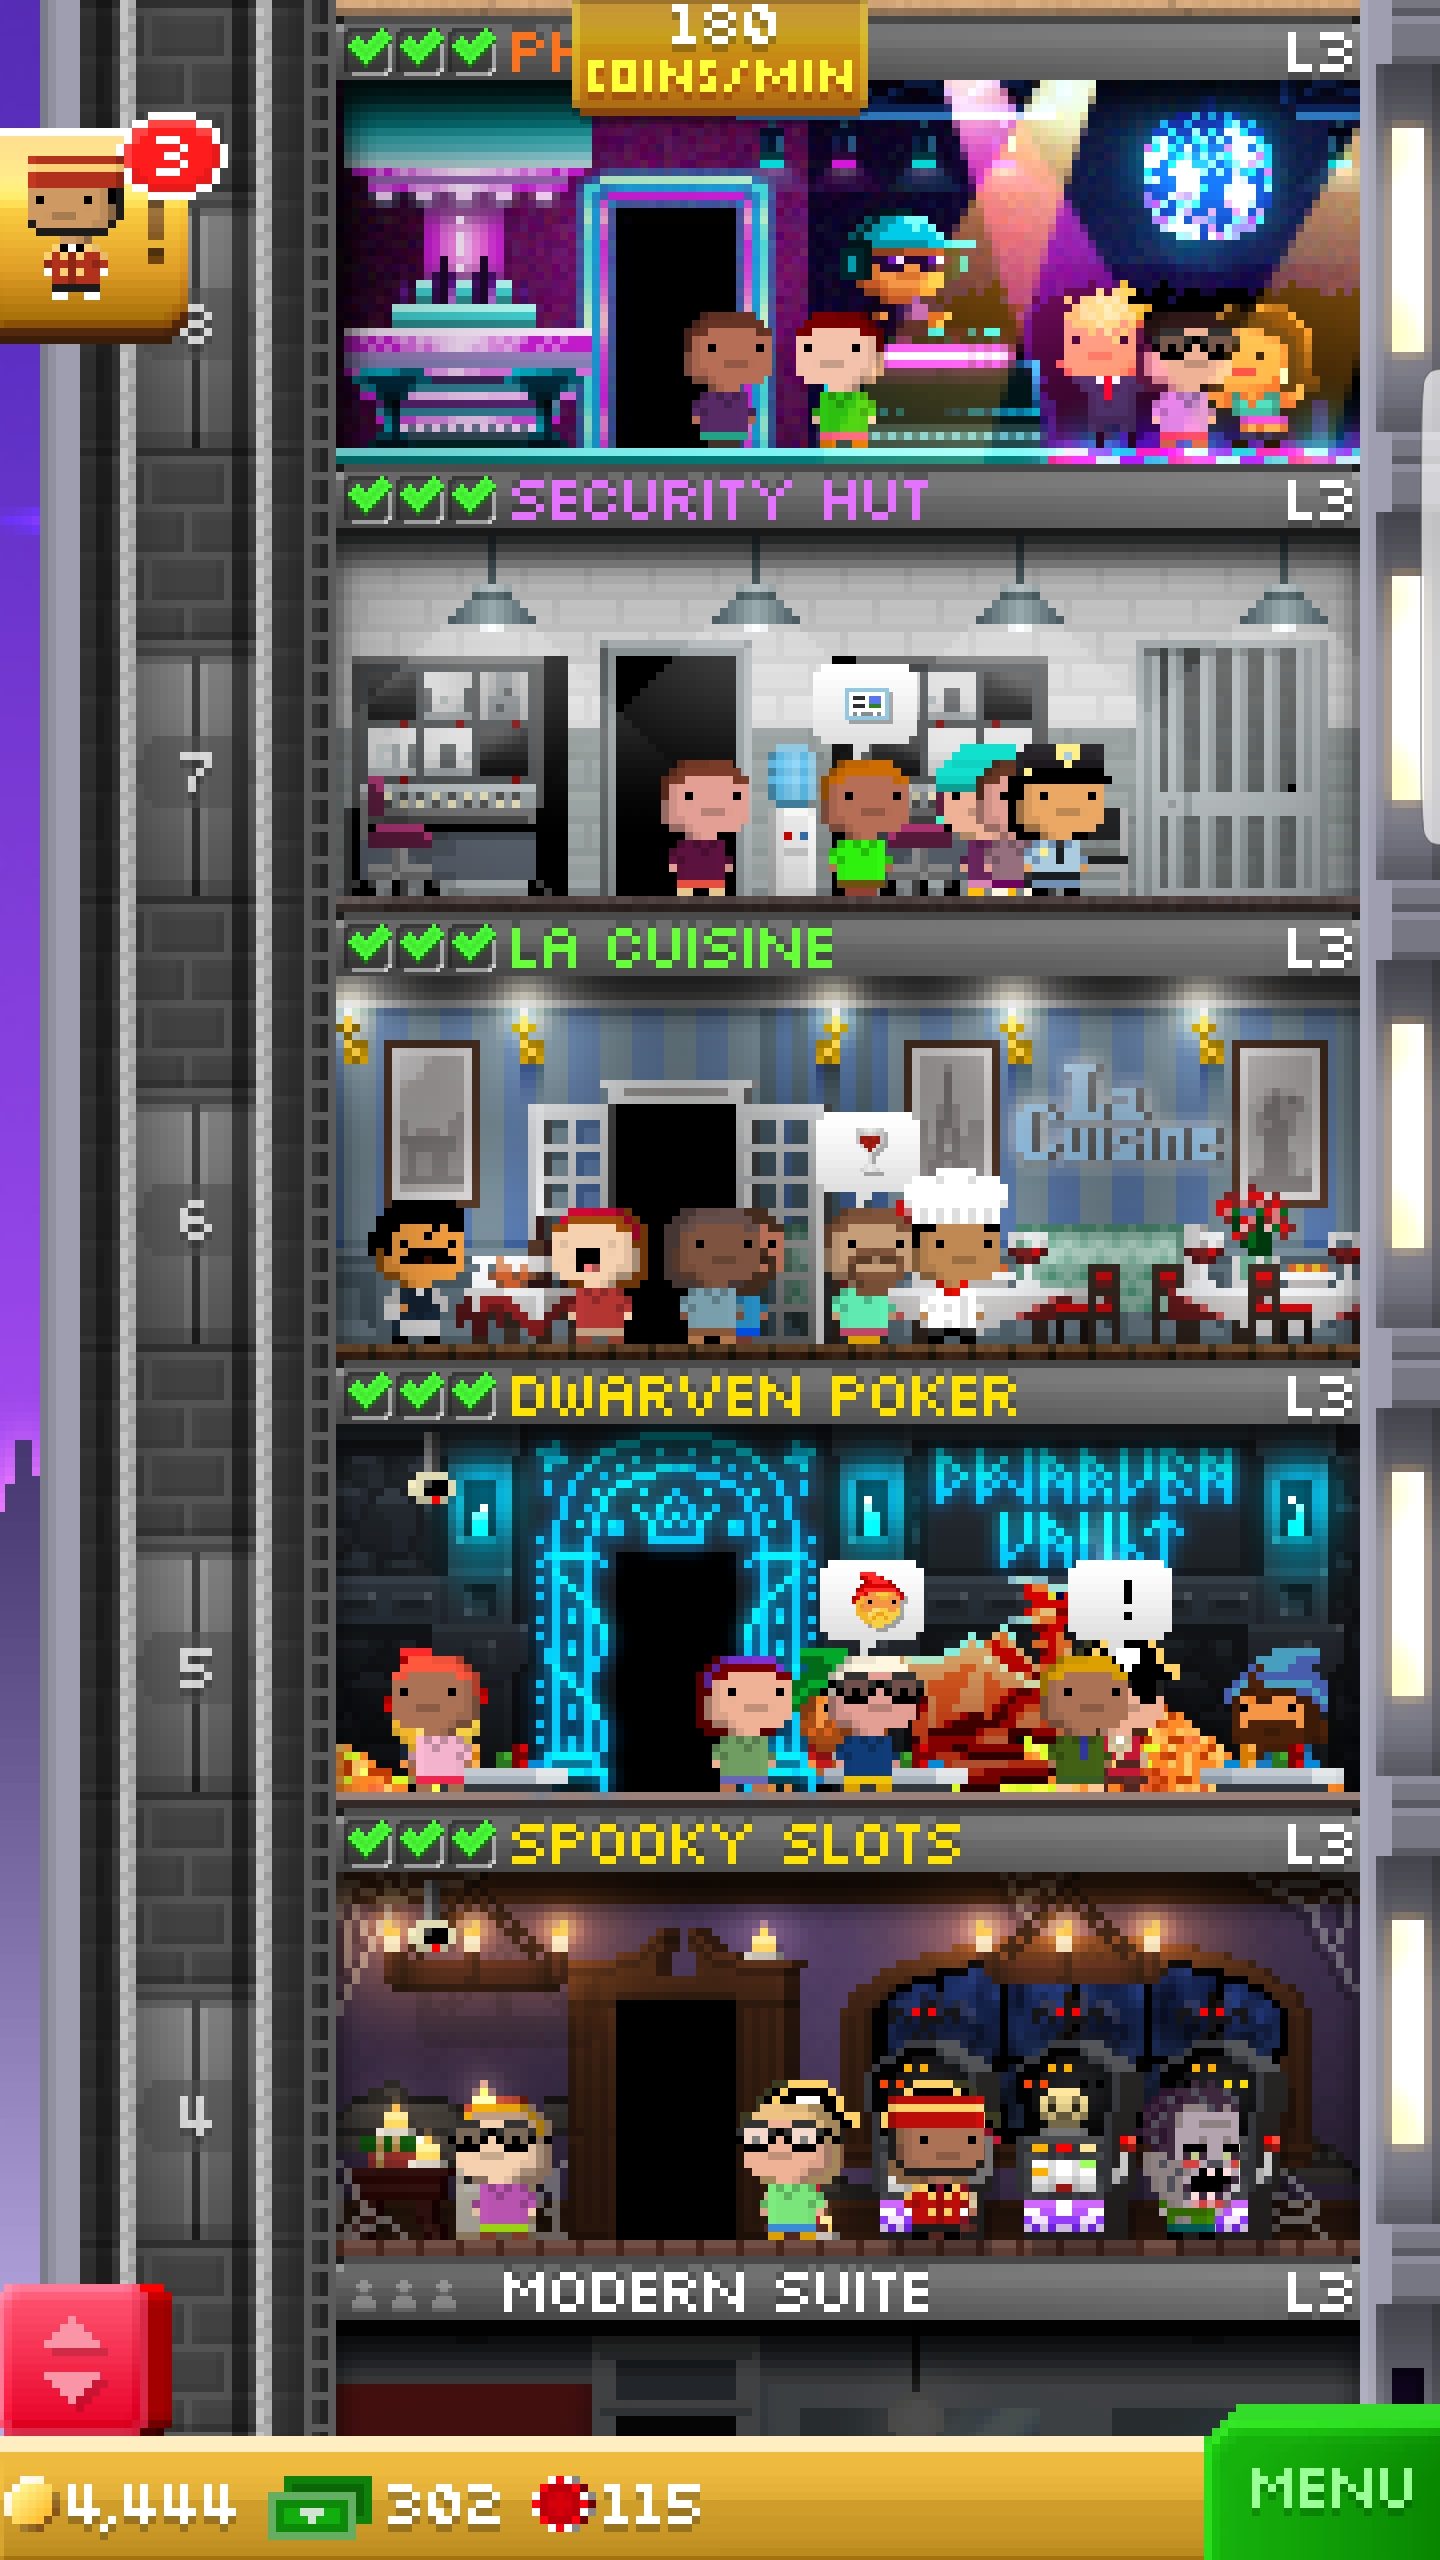 180
COINS/MIN
PH
L3
3
8
SECURITY HUT
L3
7
LA CUISINE
L3
La
Cuisine
6
DWARVEN POKER
L3
DWARVEN
VAULT
!
5
SPOOKY SLOTS
L3
4
MODERN SUITE
L3
4,444
302
115
MENU